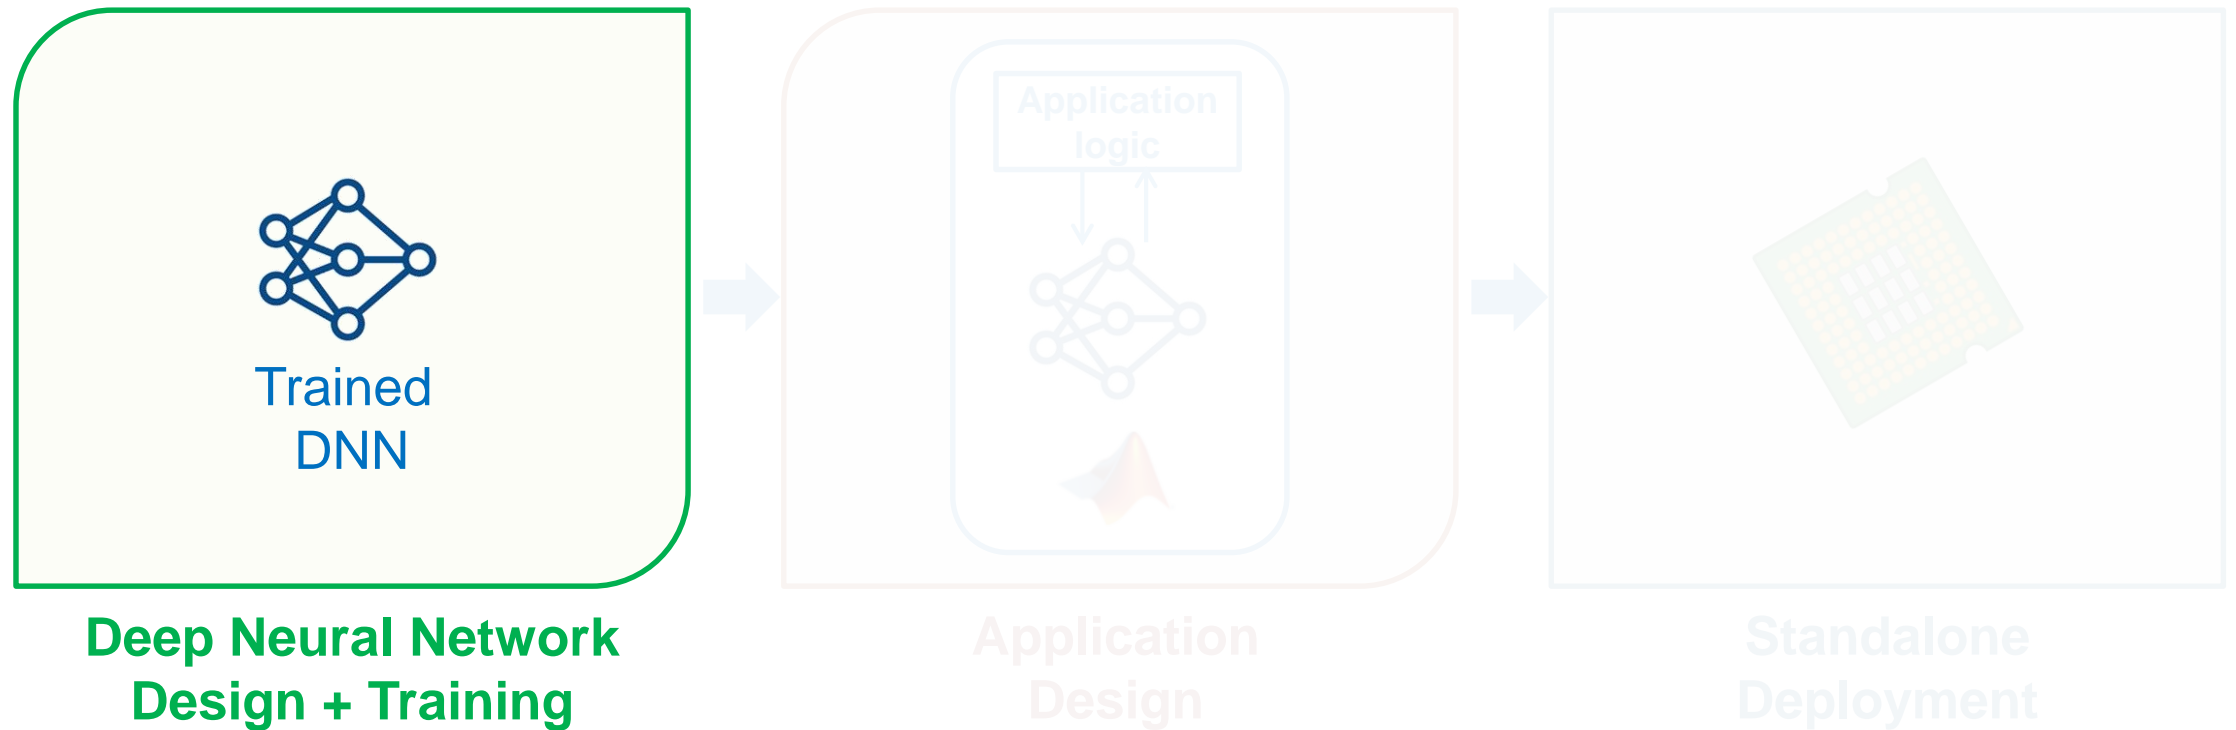 Application
logic
Trained
DNN
Deep Neural Network
Design + Training
Application
Design
Standalone
Deployment